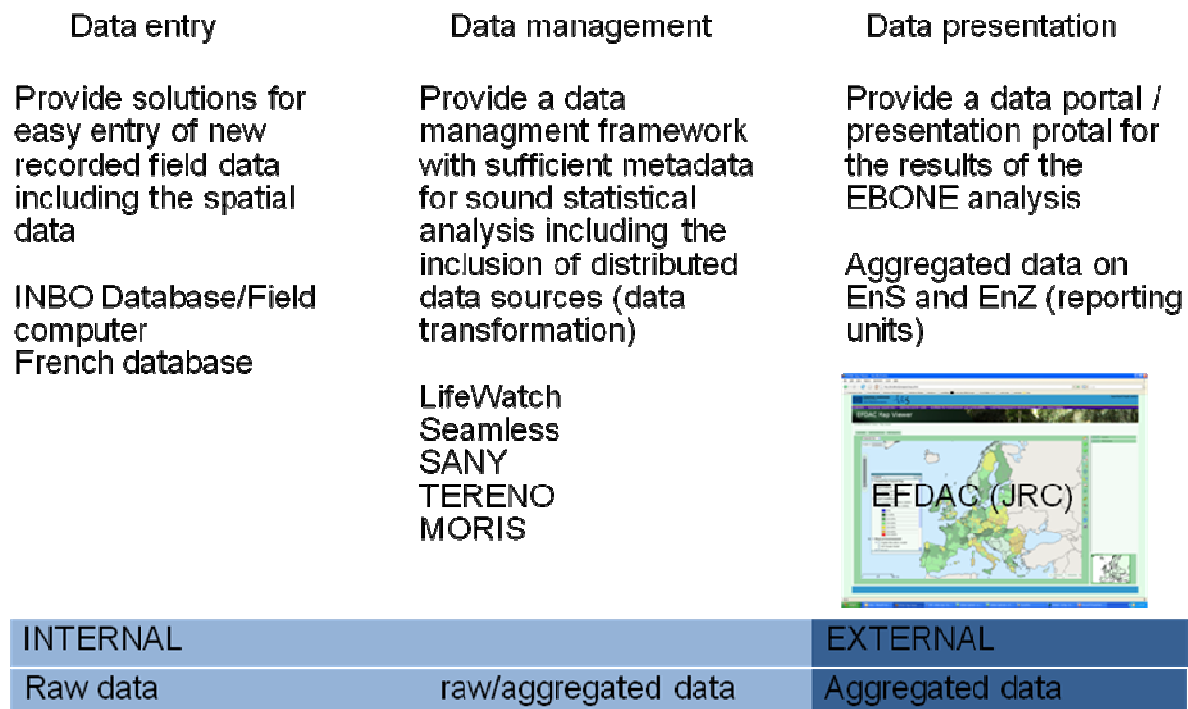 Data entry
Provide solutions for
easy entry of new
recorded field data
including the spatial
data
INBO Database/Field
computer
French database
Data management
Provide a data
managment framework
with sufficient metadata
for sound statistical
analysis including the
inclusion of distributed
data sources (data
transformation)
LifeWatch
Seamless
SANY
TERENO
MORIS
Data presentation
Provide a data portal /
presentation protal for
the results of the
EBONE analysis
Aggregated data on
EnS and EnZ (reporting
units)
EFDAC Map Viewer
EFDAC (JRC)
INTERNAL
EXTERNAL
Raw data
raw/aggregated data
Aggregated data